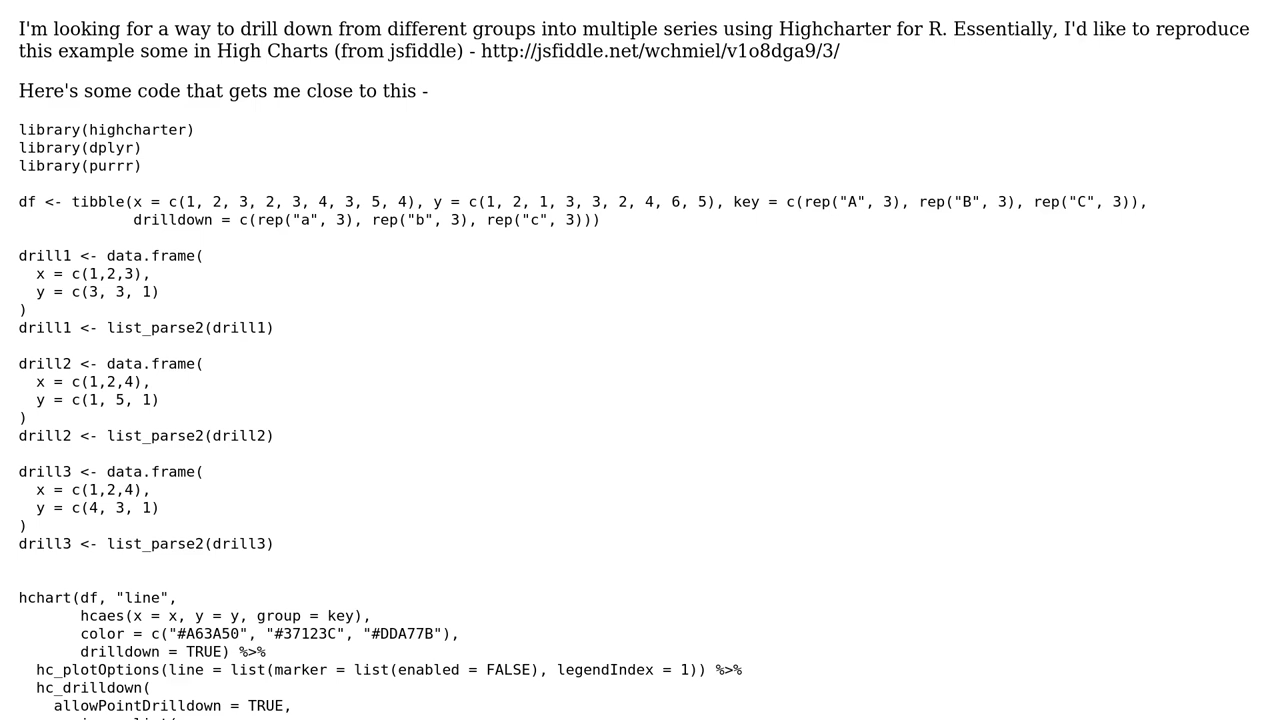 I'm looking for a way to drill down from different groups into multiple series using Highcharter for R. Essentially, I'd like to reproduce
this example some in High Charts (from jsfiddle) - http://jsfiddle.net/wchmiel/v1o8dga9/3/
Here's some code that gets me close to this -
library(highcharter)
library(dplyr)
library(purrr)
df <- tibble(x = c(1, 2, 3, 2, 3, 4, 3, 5, 4), y = c(1, 2, 1, 3, 3, 2, 4, 6, 5), key = c(rep("A", 3), rep("B", 3), rep("C", 3)),
             drilldown = c(rep("a", 3), rep("b", 3), rep("c", 3)))
drill1 <- data.frame(
  x = c(1,2,3),
  y = c(3, 3, 1)
)
drill1 <- list_parse2(drill1)
drill2 <- data.frame(
  x = c(1,2,4),
  y = c(1, 5, 1)
)
drill2 <- list_parse2(drill2)
drill3 <- data.frame(
  x = c(1,2,4),
  y = c(4, 3, 1)
)
drill3 <- list_parse2(drill3)
hchart(df, "line",
       hcaes(x = x, y = y, group = key),
       color = c("#A63A50", "#37123C", "#DDA77B"),
       drilldown = TRUE) %>%
  hc_plotOptions(line = list(marker = list(enabled = FALSE), legendIndex = 1)) %>%
  hc_drilldown(
    allowPointDrilldown = TRUE,